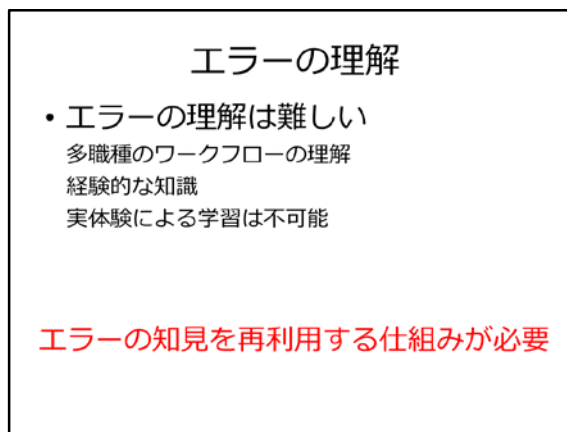 エラーの理解
• エラーの理解は難しい
多職種のワークフローの理解
経験的な知識
実体験による学習は不可能
エラーの知見を再利用する仕組みが必要